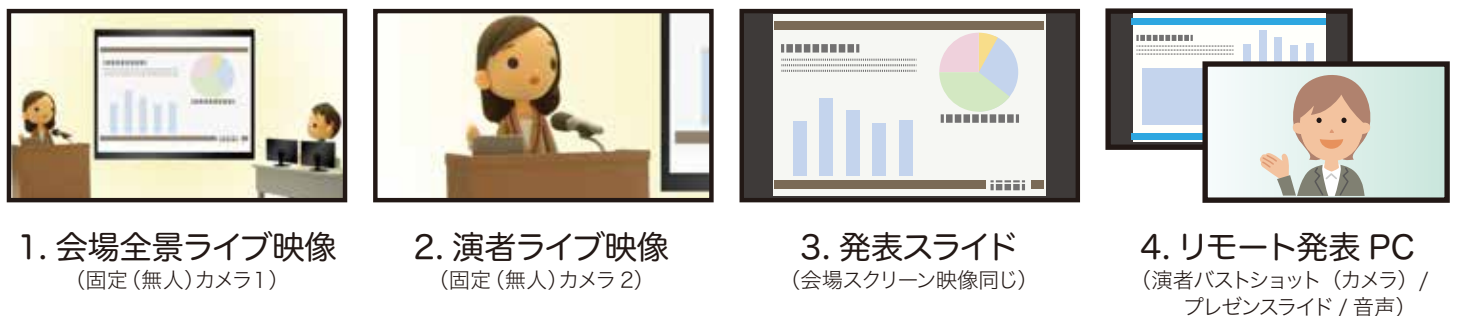 1. 会場全景ライブ映像
（固定（無人）カメラ1）
2. 演者ライブ映像
（固定（無人）カメラ 2）
3. 発表スライド
（会場スクリーン映像同じ）
4. リモート発表 PC
（演者バストショット（カメラ）/
プレゼンスライド / 音声）